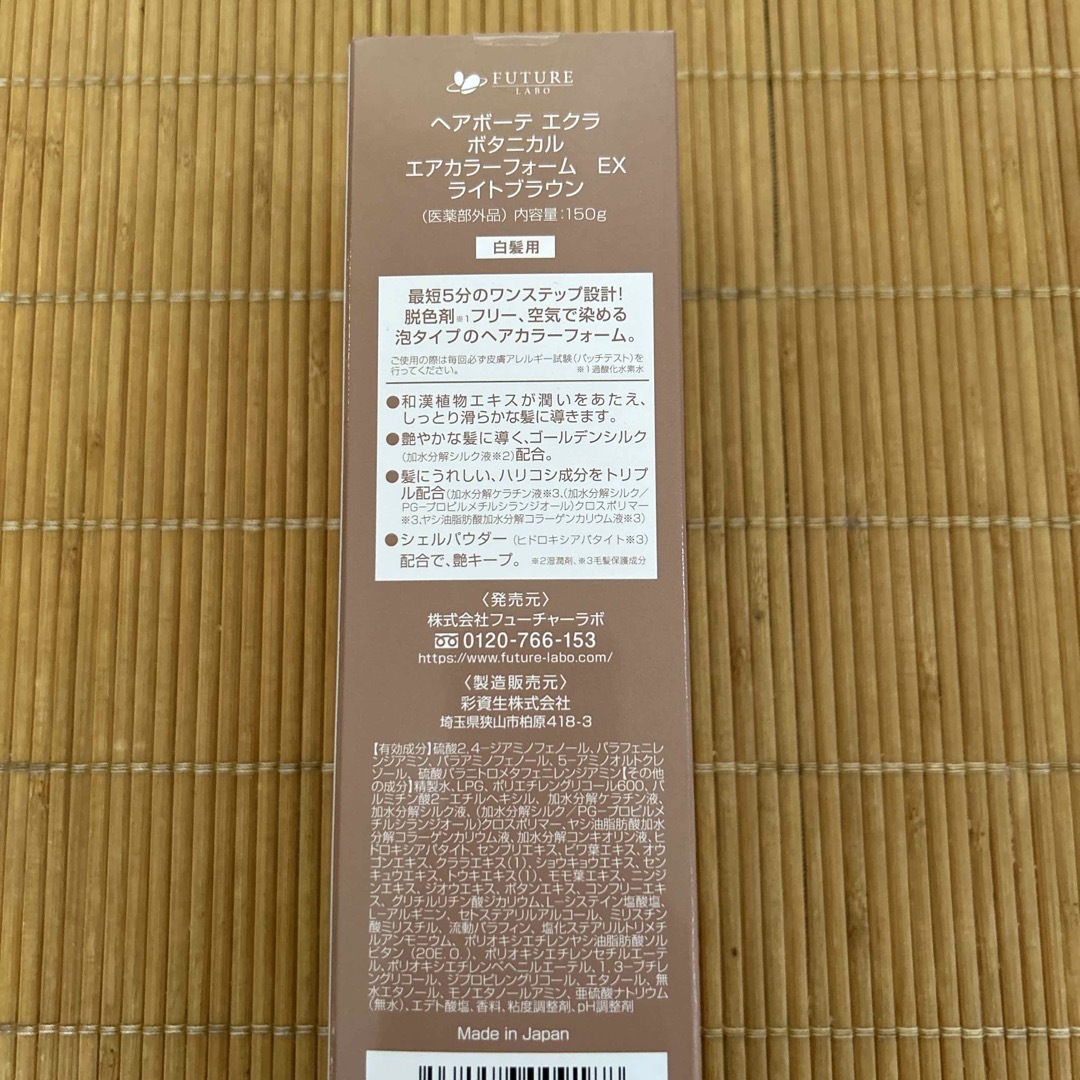 FUTURE
LABO
ヘアボーテ エクラ
ボタニカル
エアカラーフォーム EX
ライトブラウン
(医薬部外品) 内容量:150g
白髪用
最短5分のワンステップ設計!
脱色剤※1フリー、空気で染める
泡タイプのヘアカラーフォーム。
ご使用の際は毎回必ず皮膚アレルギー試験(パッチテスト)を
行ってください。 ※1過酸化水素水
●和漢植物エキスが潤いをあたえ、
しっとり滑らかな髪に導きます。
●艶やかな髪に導く、ゴールデンシルク
(加水分解シルク液※2)配合。
●髪にうれしい、ハリコシ成分をトリプ
ル配合(加水分解ケラチン液※3、(加水分解シルク/
PG-プロピルメチルシランジオール)クロスポリマー
※3、ヤシ油脂肪酸加水分解コラーゲンカリウム液※3)
●シェルパウダー(ヒドロキシアパタイト※3)
配合で、艶キープ。 ※2湿潤剤、※3毛髪保護成分
〈発売元〉
株式会社フューチャーラボ
0120-766-153
https://www.future-labo.com/
〈製造販売元〉
彩資生株式会社
埼玉県狭山市柏原418-3
【有効成分】硫酸2,4-ジアミノフェノール、パラフェニレ
ンジアミン、パラアミノフェノール、5-アミノオルトクレ
ゾール、硫酸パラニトロメタフェニレンジアミン【その他
の成分】精製水、LPG、ポリエチレングリコール600、パ
ルミチン酸2-エチルヘキシル、加水分解ケラチン液、
加水分解シルク液、(加水分解シルク/PG-プロピルメ
チルシランジオール)クロスポリマー、ヤシ油脂肪酸加水
分解コラーゲンカリウム液、加水分解コンキオリン液、ヒ
ドロキシアパタイト、センブリエキス、ビワ葉エキス、オウ
ゴンエキス、クララエキス(1)、ショウキョウエキス、セン
キュウエキス、トウキエキス(1)、モモ葉エキス、ニンジ
ンエキス、ジオウエキス、ボタンエキス、コンフリーエキ
ス、グリチルリチン酸ジカリウム、L-システイン塩酸塩、
L-アルギニン、セトステアリルアルコール、ミリスチン
酸ミリスチル、流動パラフィン、塩化ステアリルトリメチ
ルアンモニウム、ポリオキシエチレンヤシ油脂肪酸ソル
ビタン(20E.O.)、ポリオキシエチレンセチルエーテ
ル、ポリオキシエチレンベヘニルエーテル、1,3-ブチレ
ングリコール、ジプロピレングリコール、エタノール、無
水エタノール、モノエタノールアミン、亜硫酸ナトリウム
(無水)、エデト酸塩、香料、粘度調整剤、pH調整剤
Made in Japan